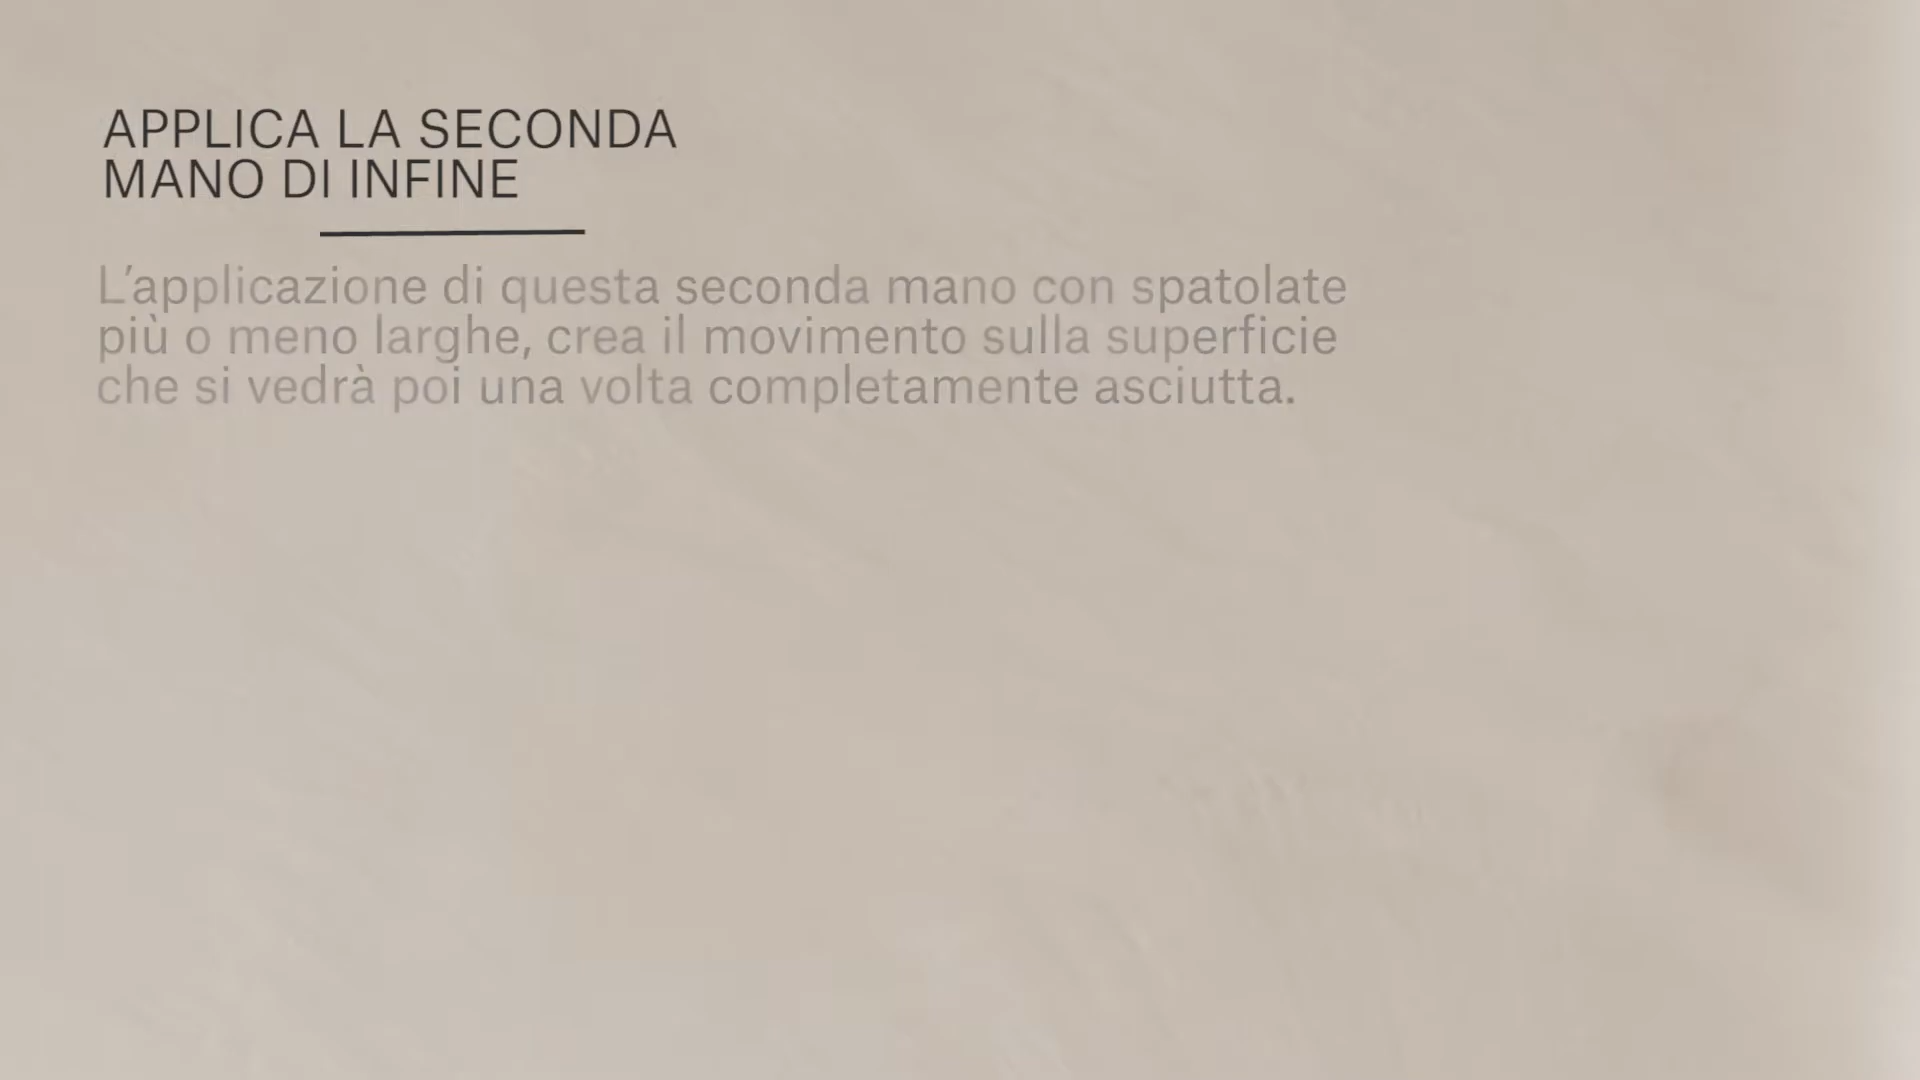 APPLICA LA SECONDA
MANO DI INFINE
L’applicazione di questa seconda mano con spatolate
più o meno larghe, crea il movimento sulla superficie
che si vedrà poi una volta completamente asciutta.